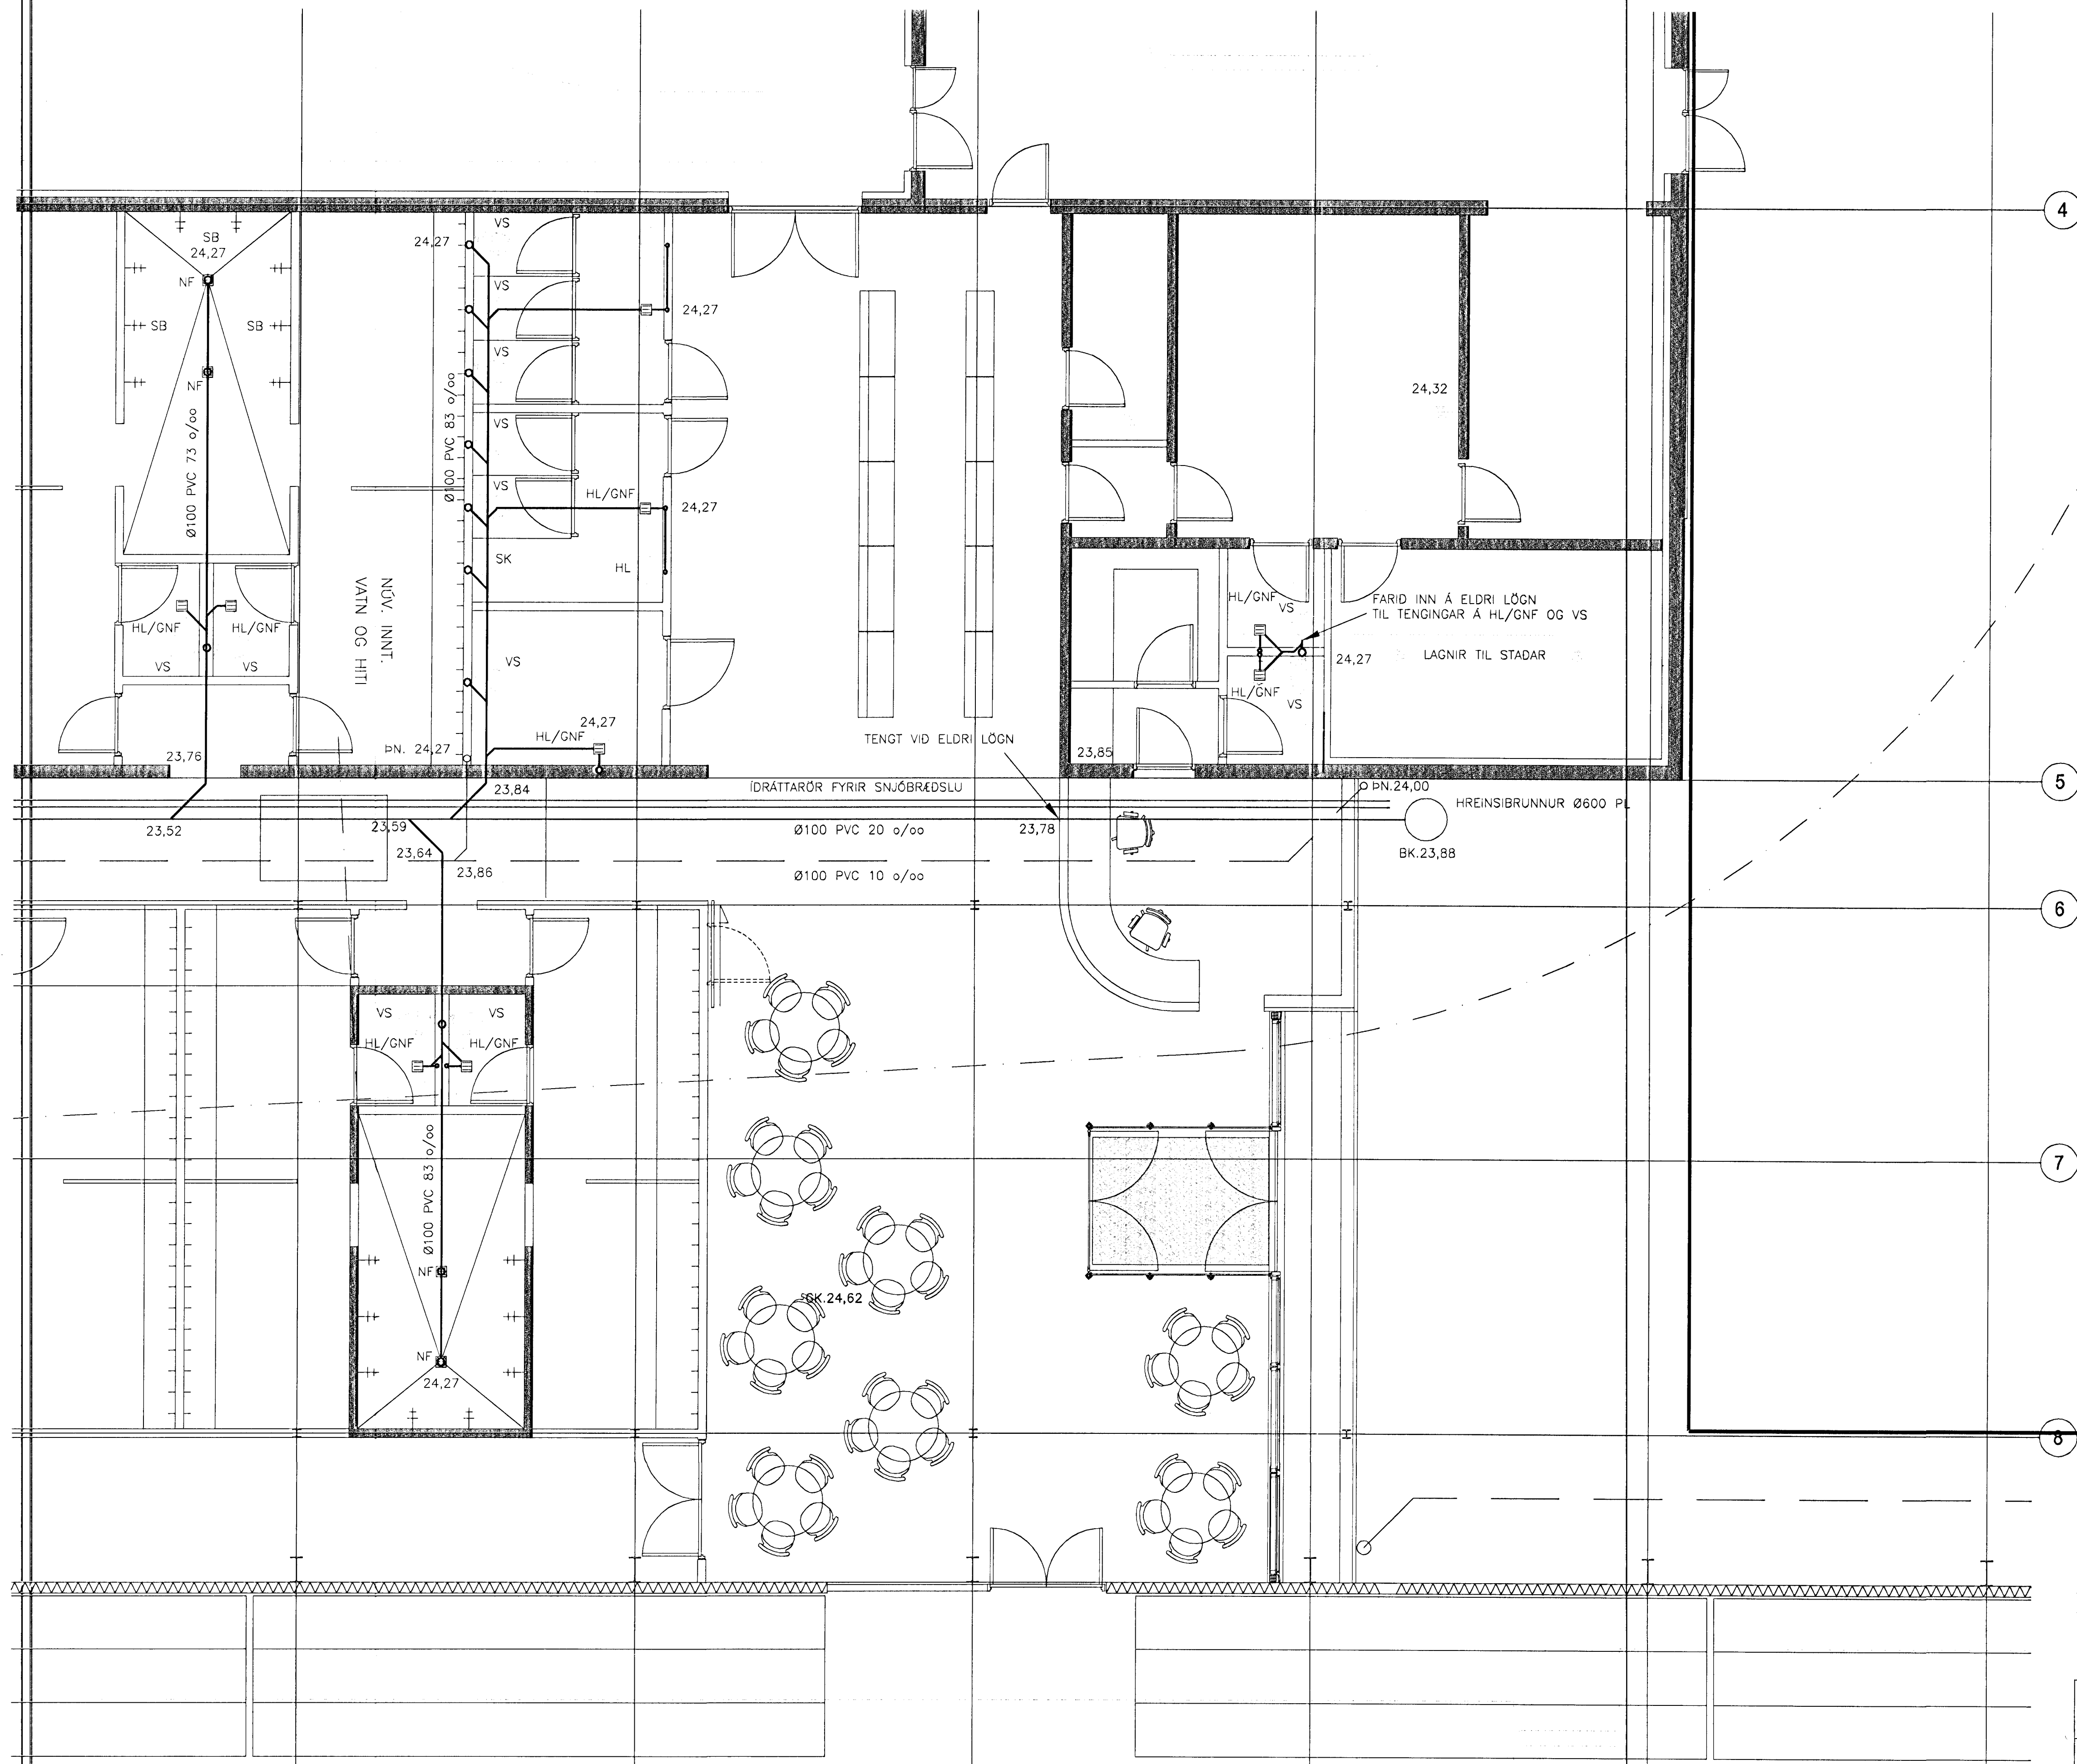 4
SB
24,27
NF
SB
SB
NF
Ø100 PVC 73 o/oo
HL/GNF
HL/GNF
VS
VS
23,76
23,52
NÚV. INNT.
VATN OG HITI
24,27
VS
VS
24,27
VS
Ø100 PVC 83 o/oo
VS
VS
HL/GNF
24,27
SK
HL
VS
24,27
HL/GNF
ÞN. 24,27
23,84
24,32
HL/GNF
VS
FARIÐ INN Á ELDRI LÖGN
TIL TENGINGAR Á HL/GNF OG VS
LAGNIR TIL STAÐAR
24,27
HL/GNF
VS
TENGT VIÐ ELDRI LÖGN
23,85
5
ÍDRÁTTARÖR FYRIR SNJÓBRÆÐSLU
ÞN.24,00
HREINSIBRUNNUR Ø600 PL
23,59
Ø100 PVC 20 o/oo
23,78
23,64
BK.23,88
23,86
Ø100 PVC 10 o/oo
6
VS
VS
HL/GNF
HL/GNF
Ø100 PVC 83 o/oo
7
NF
GK.24,62
NF
24,27
8